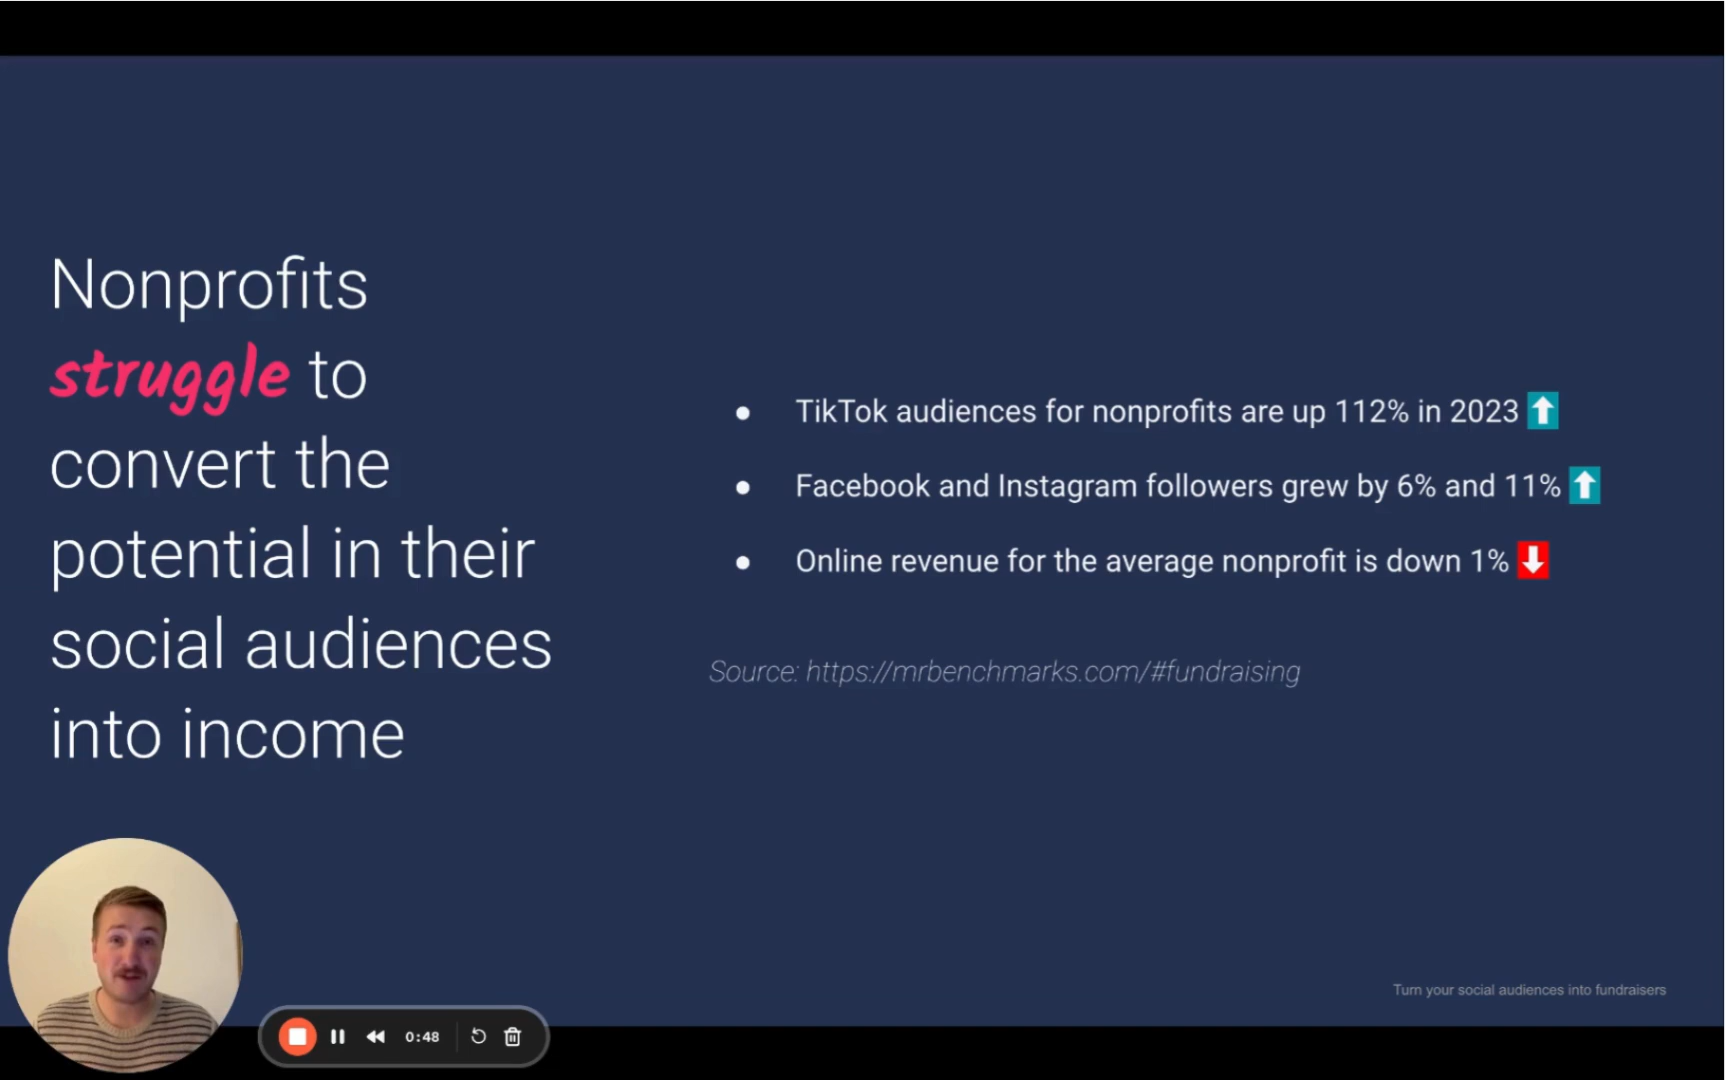 Nonprofits
struggle to
convert the
potential in their
social audiences
into income
● TikTok audiences for nonprofits are up 112% in 2023 ⬆
● Facebook and Instagram followers grew by 6% and 11% ⬆
● Online revenue for the average nonprofit is down 1% ⬇
Source: https://mrbenchmarks.com/#fundraising
Turn your social audiences into fundraisers
0:48